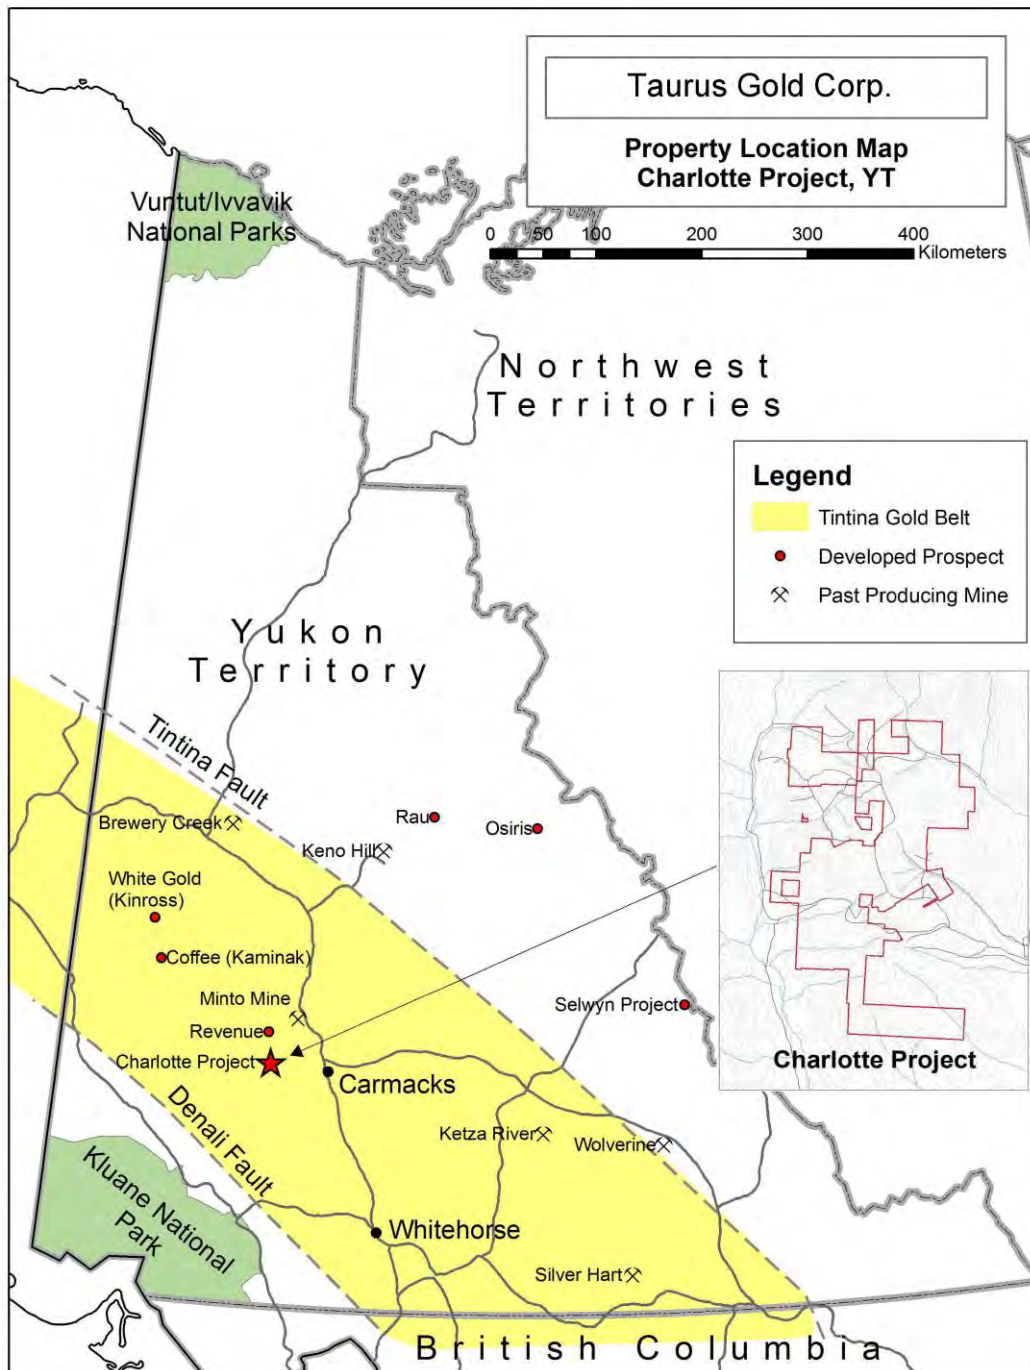 Taurus Gold Corp.
Property Location Map
Charlotte Project, YT
0 50 100 200 300 400
Kilometers
Vuntut/Ivvavik
National Parks
Northwest
Territories
Legend
Tintina Gold Belt
Developed Prospect
Past Producing Mine
Yukon
Territory
Tintina Fault
Brewery Creek
Rau
Osiris
Keno Hill
White Gold
(Kinross)
Coffee (Kaminak)
Minto Mine
Selwyn Project
Revenue
Charlotte Project
Charlotte Project
Carmacks
Denali Fault
Ketza River
Wolverine
Kluane National
Park
Whitehorse
Silver Hart
British Columbia